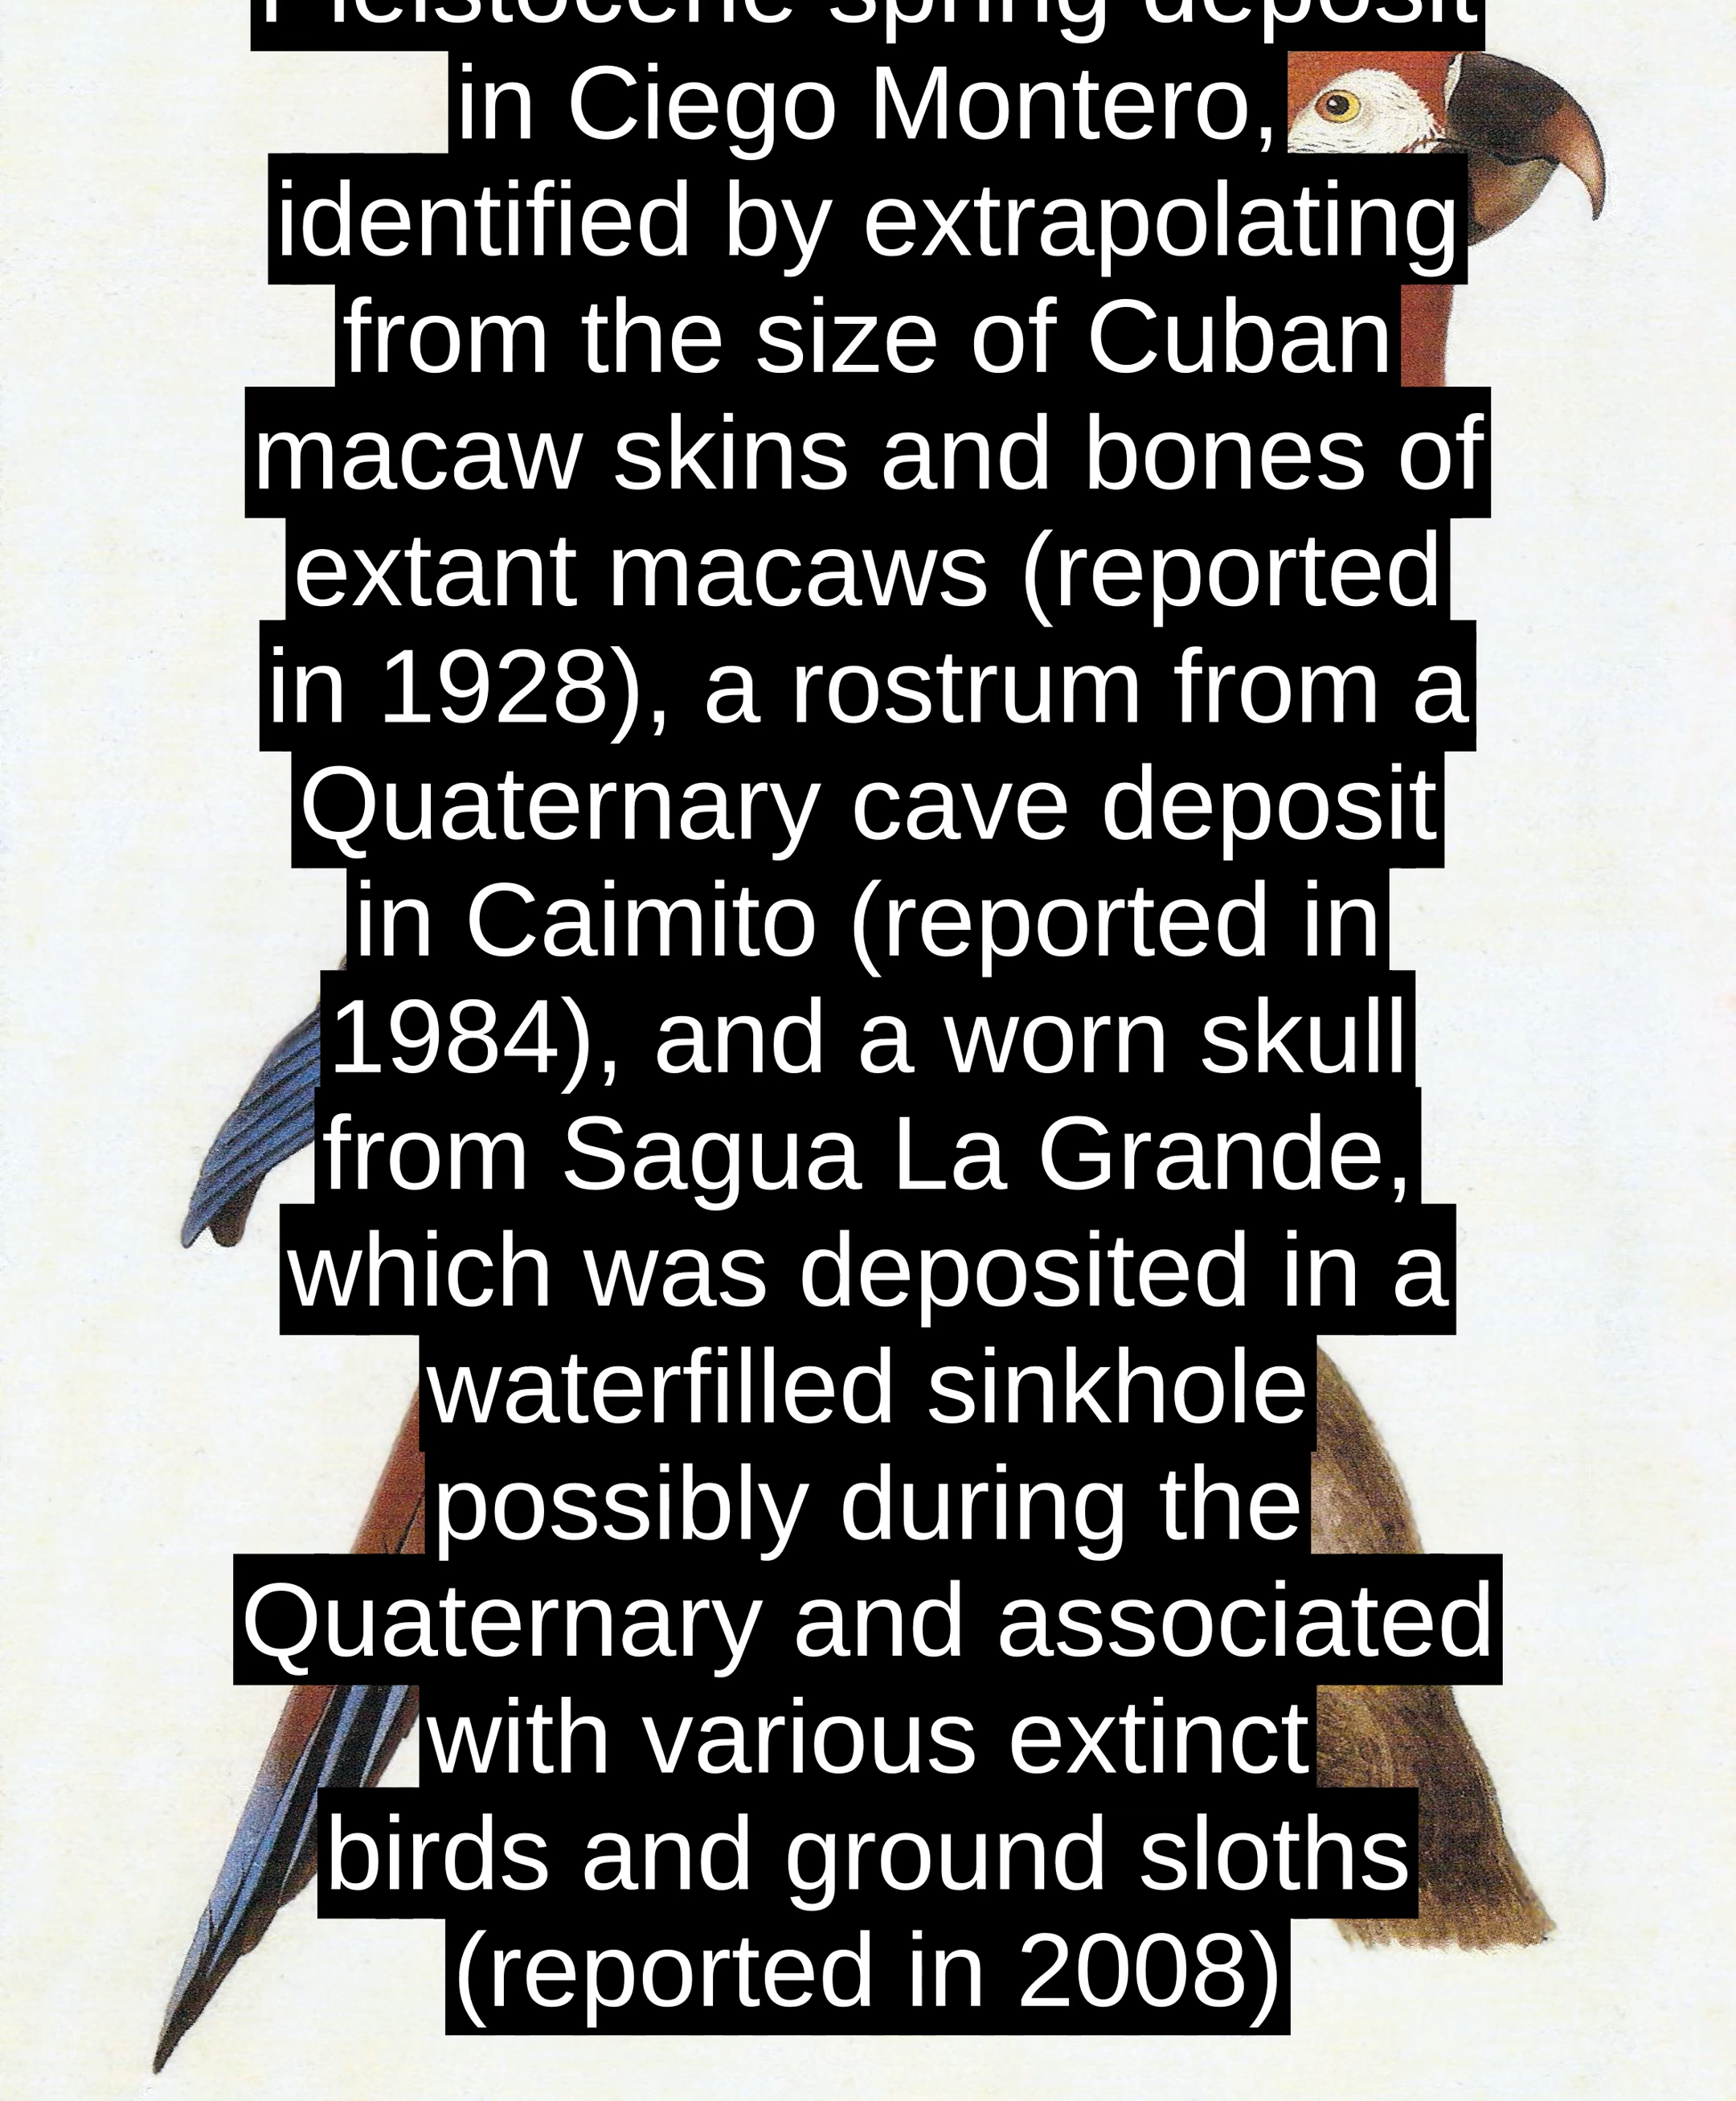 Pleistocene spring deposit
in Ciego Montero,
identified by extrapolating
from the size of Cuban
macaw skins and bones of
extant macaws (reported
in 1928), a rostrum from a
Quaternary cave deposit
in Caimito (reported in
1984), and a worn skull
from Sagua La Grande,
which was deposited in a
waterfilled sinkhole
possibly during the
Quaternary and associated
with various extinct
birds and ground sloths
(reported in 2008)